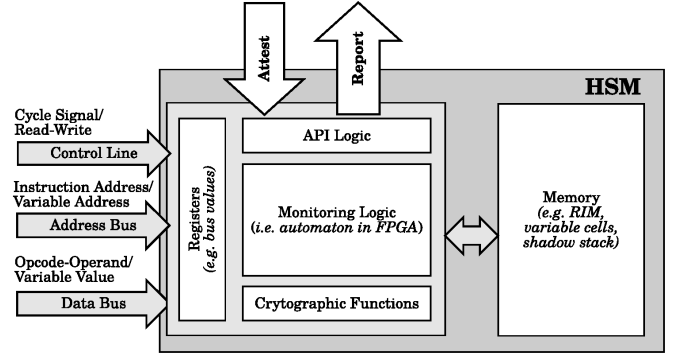 Attest
Report
HSM
Cycle Signal/
Read-Write
Control Line
Instruction Address/
Variable Address
Address Bus
Opcode-Operand/
Variable Value
Data Bus
Registers
(e.g. bus values)
API Logic
Monitoring Logic
(i.e. automaton in FPGA)
Crytographic Functions
Memory
(e.g. RIM,
variable cells,
shadow stack)